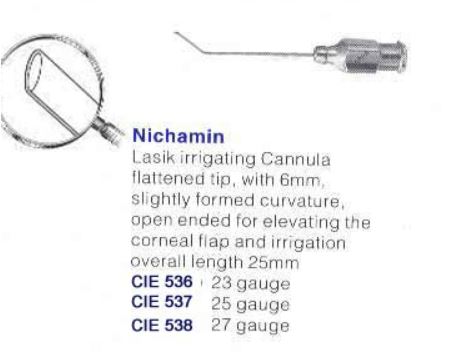 Nichamin
Lasik irrigating Cannula
flattened tip, with 6mm,
slightly formed curvature,
open ended for elevating the
corneal flap and irrigation
overall length 25mm
CIE 536 23 gauge
CIE 537 25 gauge
CIE 538 27 gauge